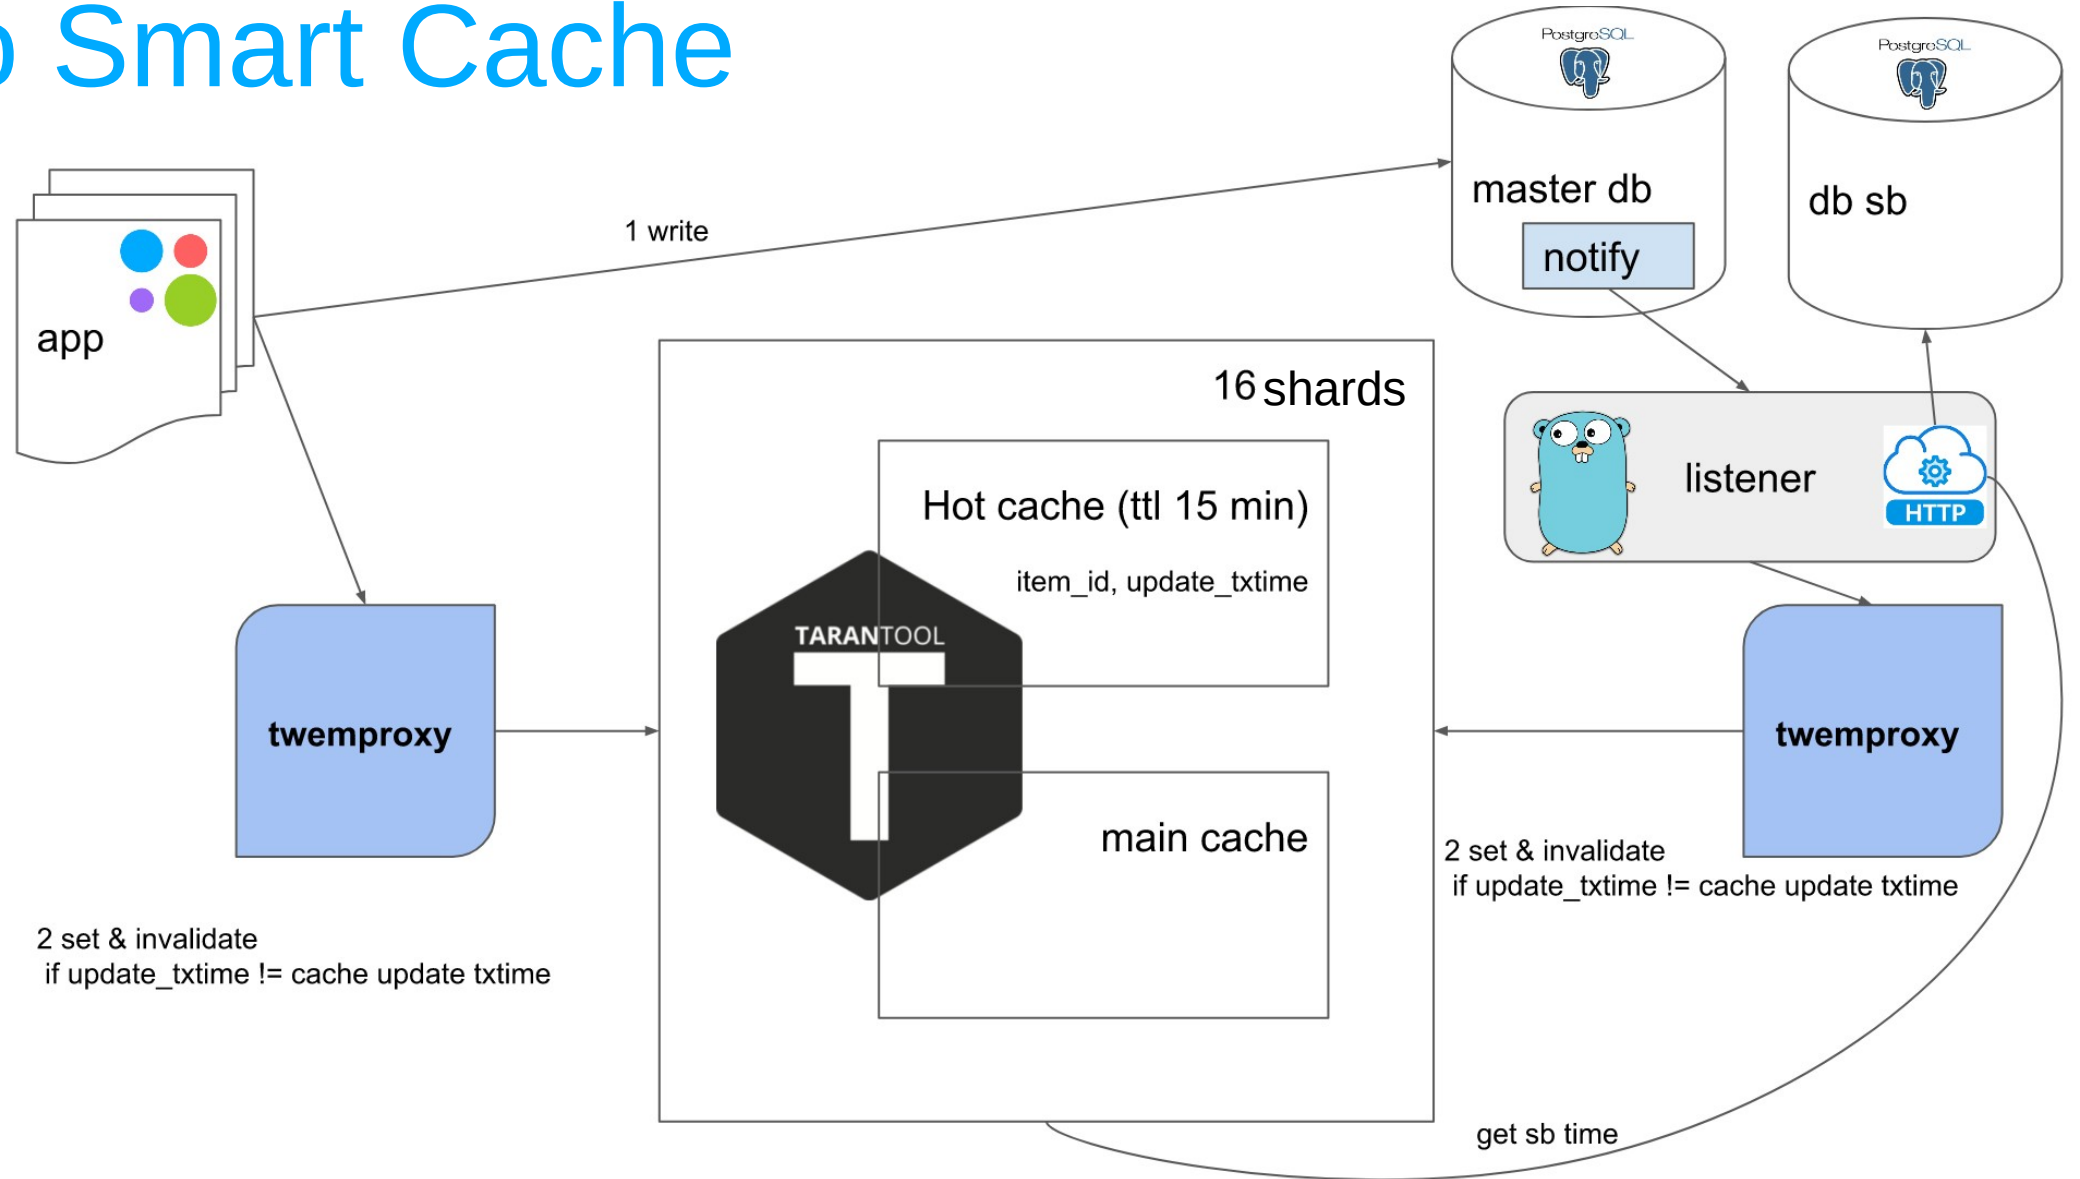 Smart Cache
PostgreSQL
PostgreSQL
master db
db sb
notify
1 write
app
16 shards
Hot cache (ttl 15 min)
item_id, update_txtime
listener
HTTP
TARANTOOL
twemproxy
twemproxy
main cache
2 set & invalidate
if update_txtime != cache update txtime
2 set & invalidate
if update_txtime != cache update txtime
get sb time